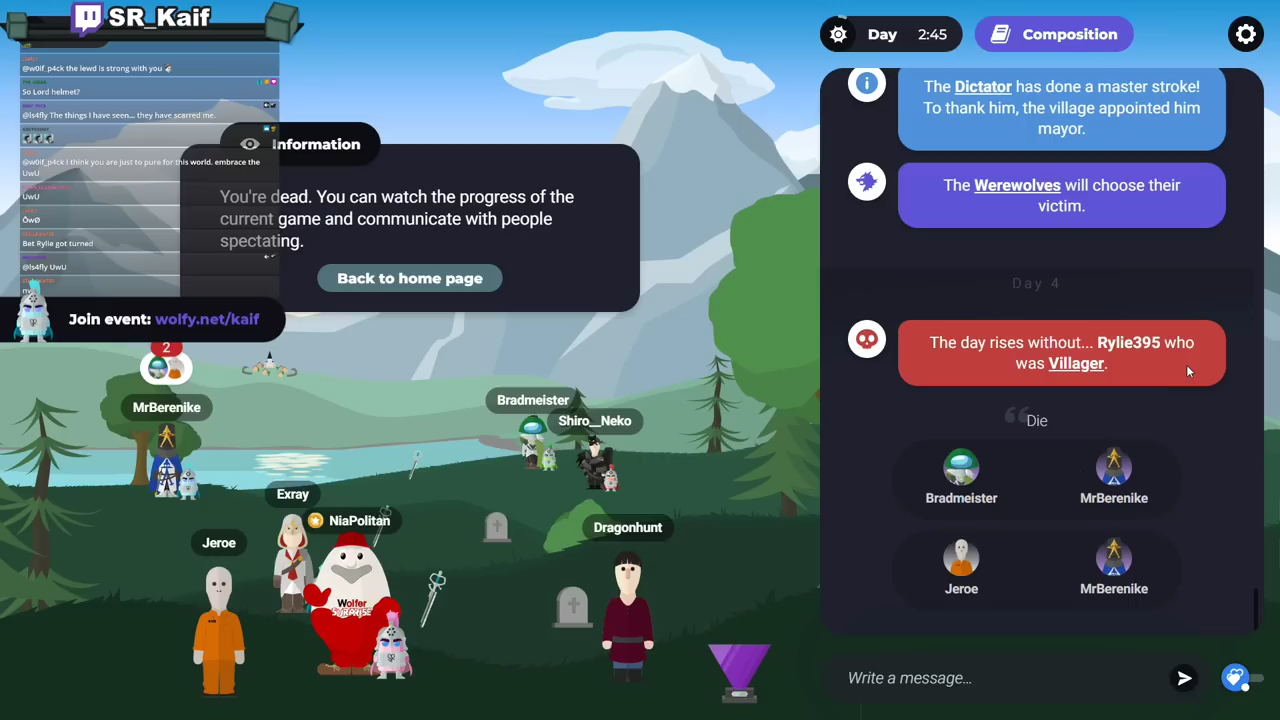 SR_Kaif
@w0lf_p4ck the lewd is strong with you
So Lord helmet?
@ls4fly The things I have seen... they have scarred me.
@w0lf_p4ck I think you are just to pure for this world. embrace the
UwU
UwU
ÕwØ
Bet Rylie got turned
@ls4fly UwU
Join event: wolfy.net/kaif
Information
You're dead. You can watch the progress of the
current game and communicate with people
spectating.
Back to home page
2
MrBerenike
Bradmeister
Shiro__Neko
Exray
NiaPolitan
Jeroe
Dragonhunt
Wolfer
SURPRISE
Day 2:45
Composition
The Dictator has done a master stroke!
To thank him, the village appointed him
mayor.
The Werewolves will choose their
victim.
Day 4
The day rises without... Rylie395 who
was Villager.
Die
Bradmeister MrBerenike
Jeroe MrBerenike
Write a message...